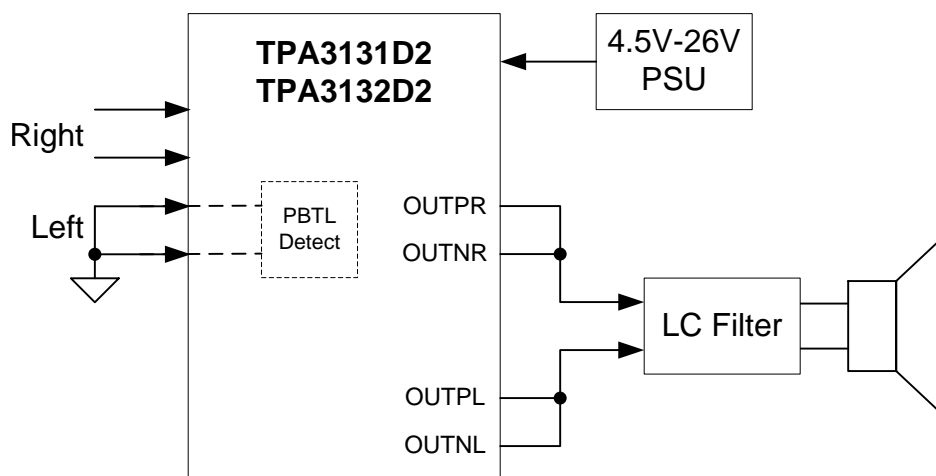 TPA3131D2
TPA3132D2
4.5V-26V
PSU
Right
Left
PBTL
Detect
OUTPR
OUTNR
LC Filter
OUTPL
OUTNL